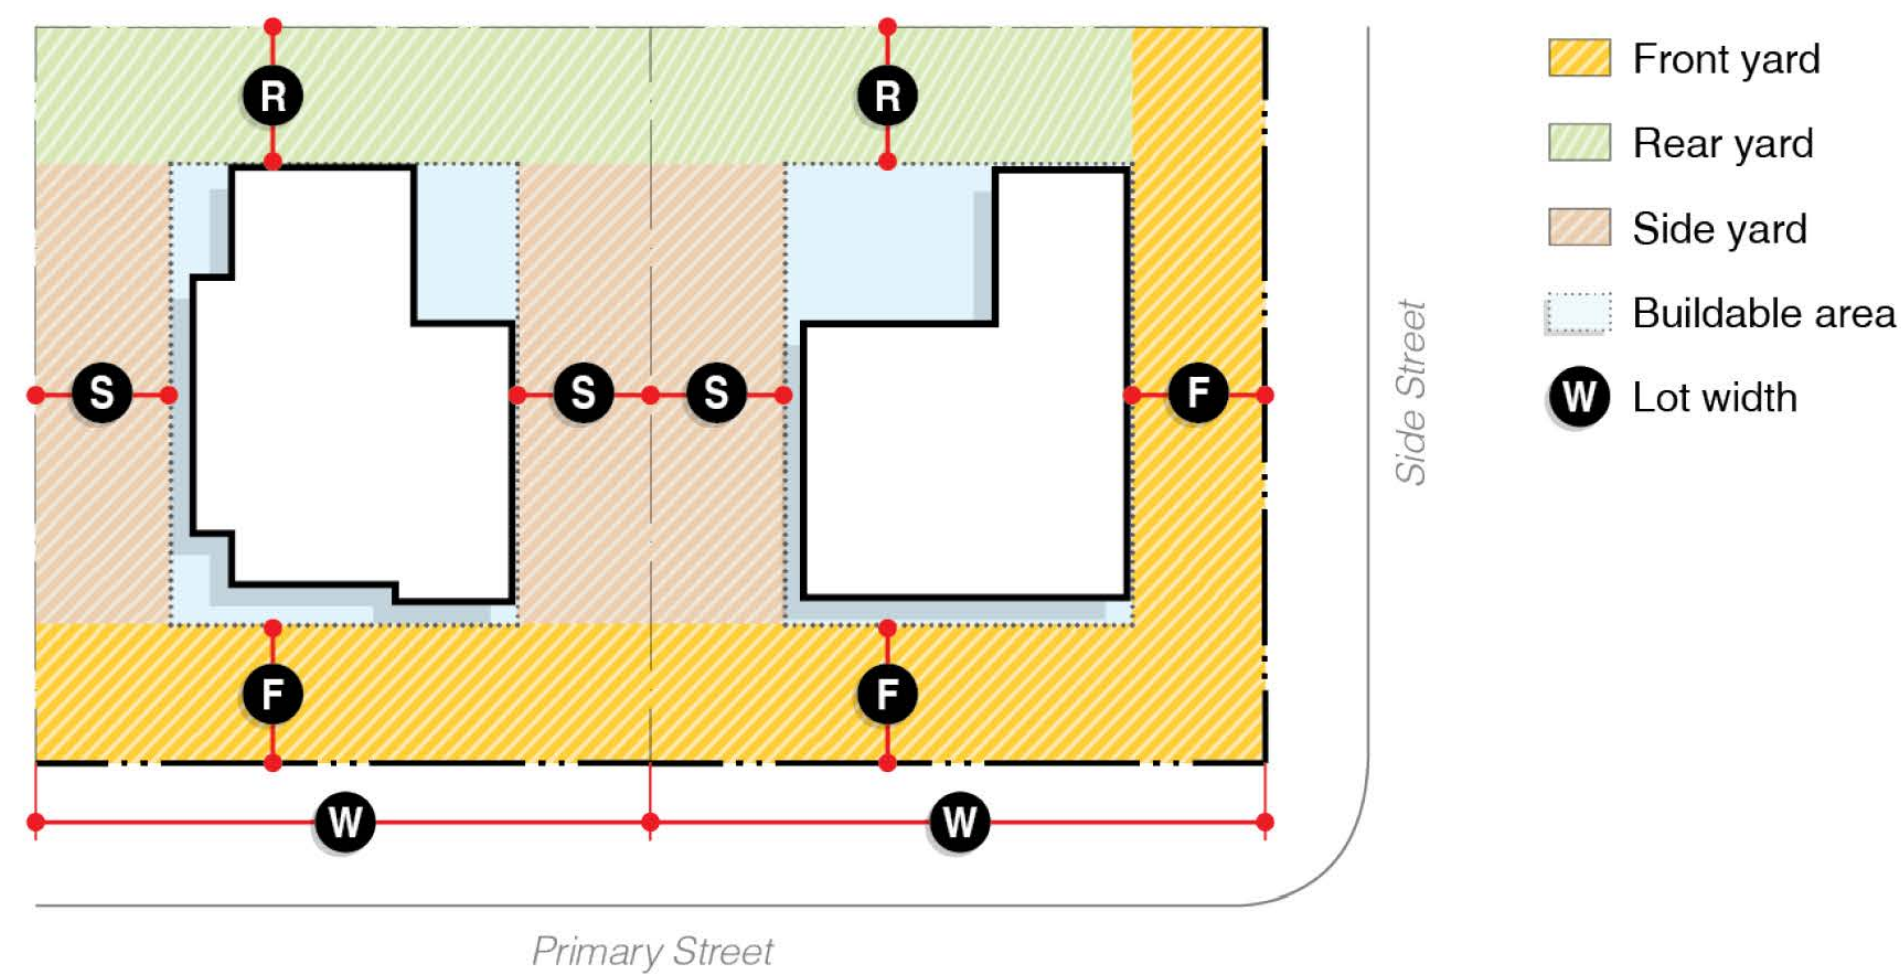 R
R
S
S
S
F
F
F
W
W
Primary Street
Side Street
Front yard
Rear yard
Side yard
Buildable area
W Lot width